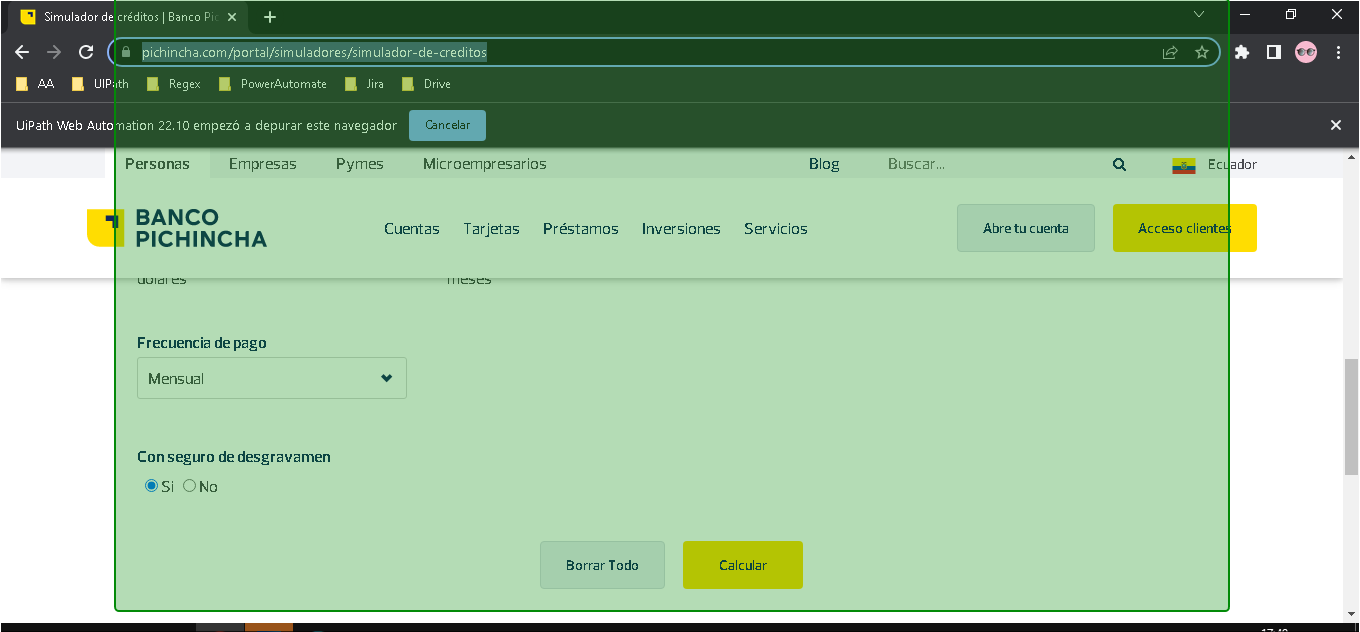 Simulador de créditos | Banco Pic
pichincha.com/portal/simuladores/simulador-de-creditos
AA UIPath Regex PowerAutomate Jira Drive
UiPath Web Automation 22.10 empezó a depurar este navegador Cancelar
Personas Empresas Pymes Microempresarios Blog Buscar... Ecuador
BANCO
PICHINCHA
Cuentas Tarjetas Préstamos Inversiones Servicios Abre tu cuenta Acceso clientes
dólares meses
Frecuencia de pago
Mensual
Con seguro de desgravamen
Si No
Borrar Todo Calcular